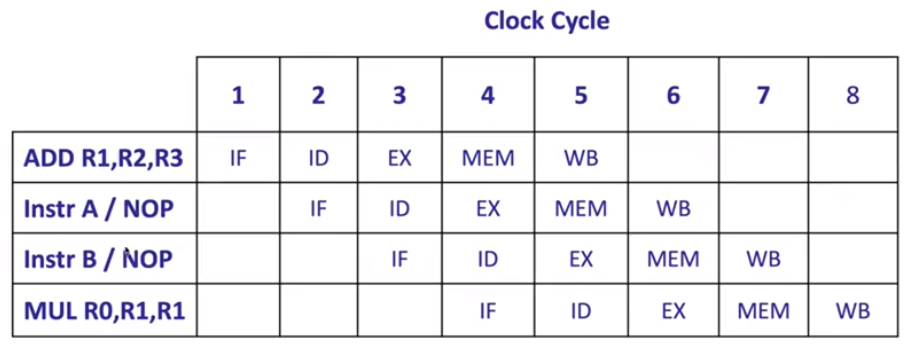 Clock Cycle
1 2 3 4 5 6 7 8
ADD R1,R2,R3 IF ID EX MEM WB
Instr A / NOP IF ID EX MEM WB
Instr B / NOP IF ID EX MEM WB
MUL R0,R1,R1 IF ID EX MEM WB